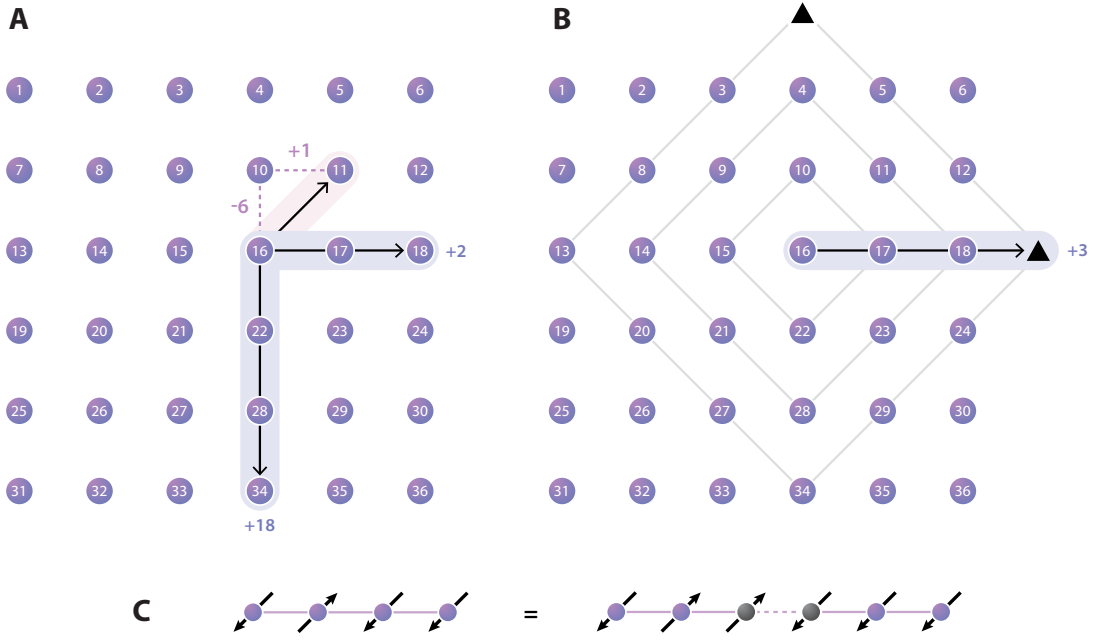 A
B
1 2 3 4 5 6
1 2 3 4 5 6
+1
7 8 9 10 11 12
7 8 9 10 11 12
-6
13 14 15 16 17 18 +2
13 14 15 16 17 18 +3
19 20 21 22 23 24
19 20 21 22 23 24
25 26 27 28 29 30
25 26 27 28 29 30
31 32 33 34 35 36
31 32 33 34 35 36
+18
C =